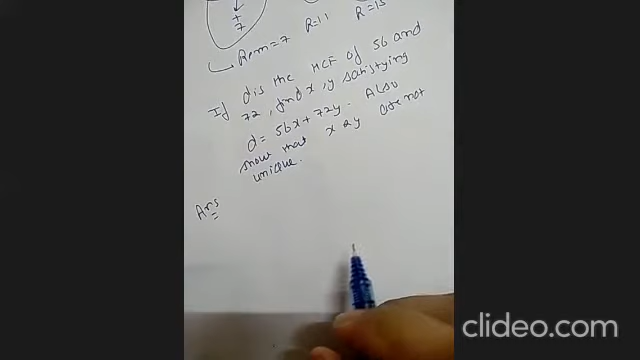 +
7
Rem=7 R=11 R=15
If d is the HCF of 56 and
72, find x, y satisfying
d = 56x + 72y. Also
show that x & y are not
unique.
Ans
clideo.com